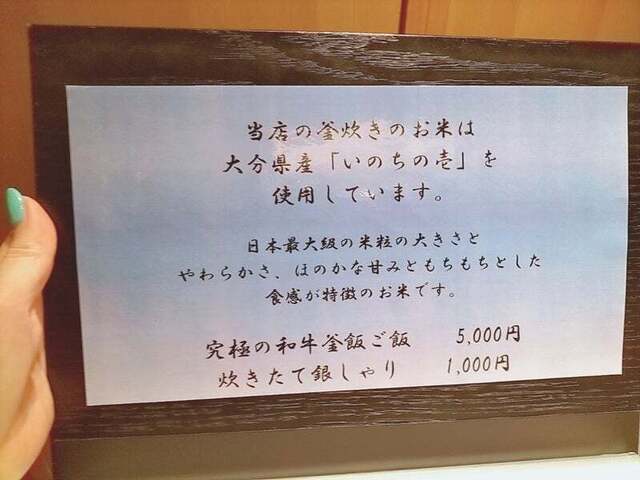 当店の釜炊きのお米は
大分県産「いのちの壱」を
使用しています。
日本最大級の米粒の大きさと
やわらかさ、ほのかな甘みともちもちとした
食感が特徴のお米です。
究極の和牛釜飯ご飯 5,000円
炊きたて銀しゃり 1,000円